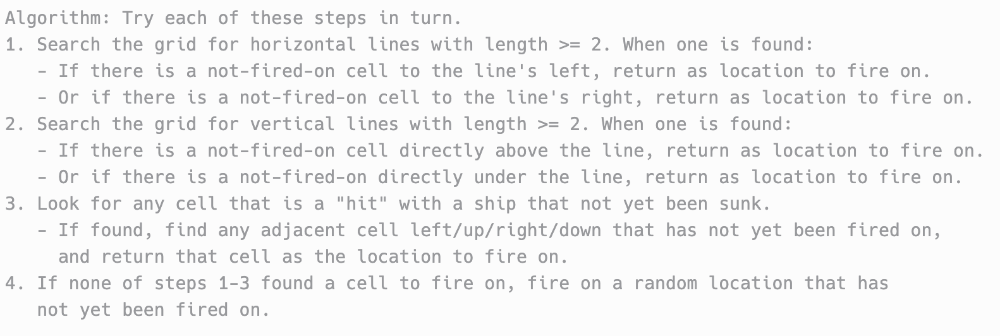 Algorithm: Try each of these steps in turn.
1. Search the grid for horizontal lines with length >= 2. When one is found:
   - If there is a not-fired-on cell to the line's left, return as location to fire on.
   - Or if there is a not-fired-on cell to the line's right, return as location to fire on.
2. Search the grid for vertical lines with length >= 2. When one is found:
   - If there is a not-fired-on cell directly above the line, return as location to fire on.
   - Or if there is a not-fired-on directly under the line, return as location to fire on.
3. Look for any cell that is a "hit" with a ship that not yet been sunk.
   - If found, find any adjacent cell left/up/right/down that has not yet been fired on,
     and return that cell as the location to fire on.
4. If none of steps 1-3 found a cell to fire on, fire on a random location that has
   not yet been fired on.